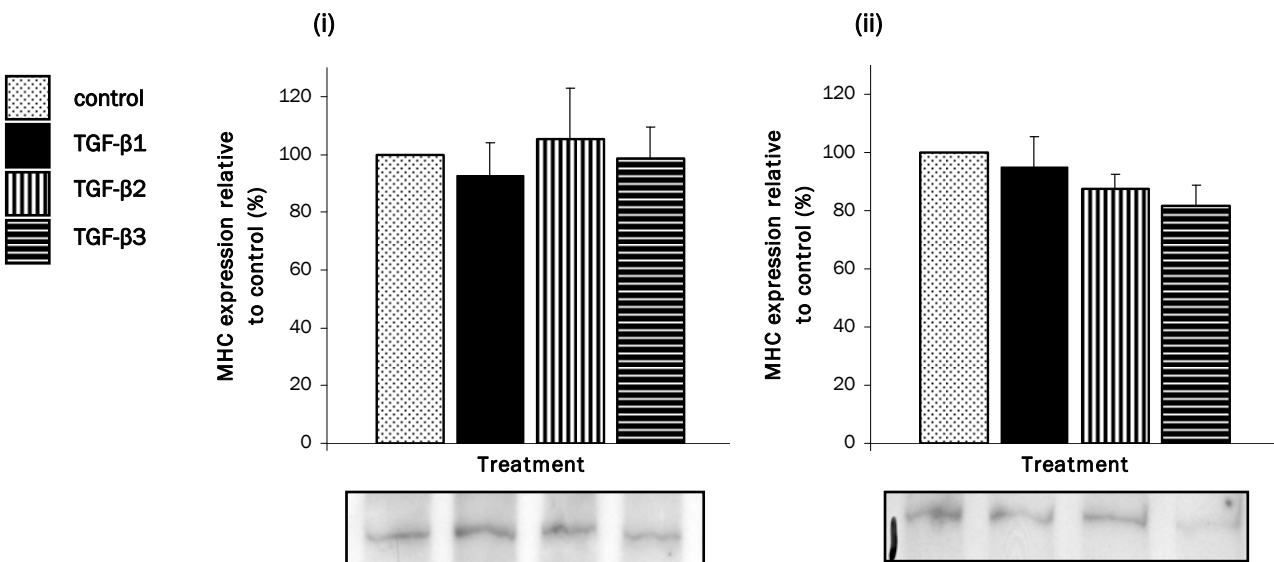 (i)
(ii)
control
TGF-β1
TGF-β2
TGF-β3
MHC expression relative
to control (%)
120
100
80
60
40
20
0
Treatment
MHC expression relative
to control (%)
120
100
80
60
40
20
0
Treatment